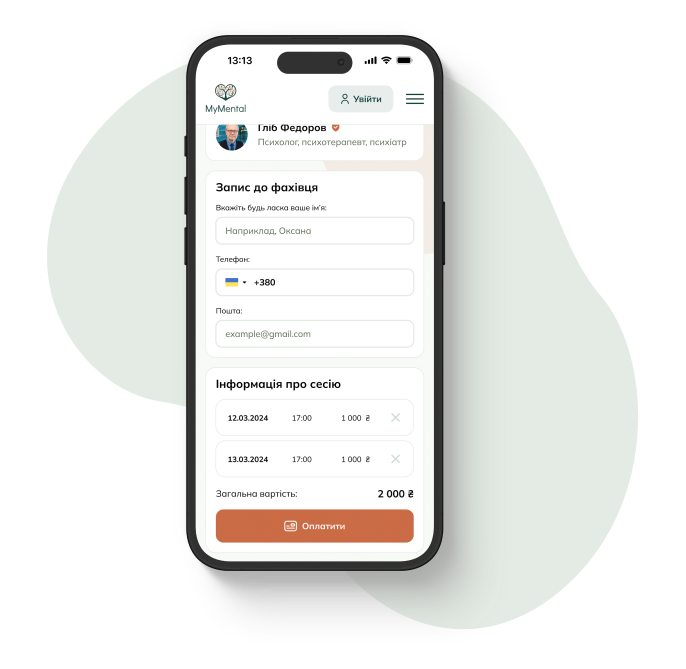 13:13
MyMental
Увійти
Гліб Федоров
Психолог, психотерапевт, психіатр
Запис до фахівця
Вкажіть будь ласка ваше ім'я:
Наприклад, Оксана
Телефон:
+380
Пошта:
example@gmail.com
Інформація про сесію
12.03.2024 17:00 1 000 ₴
13.03.2024 17:00 1 000 ₴
Загальна вартість: 2 000 ₴
Оплатити